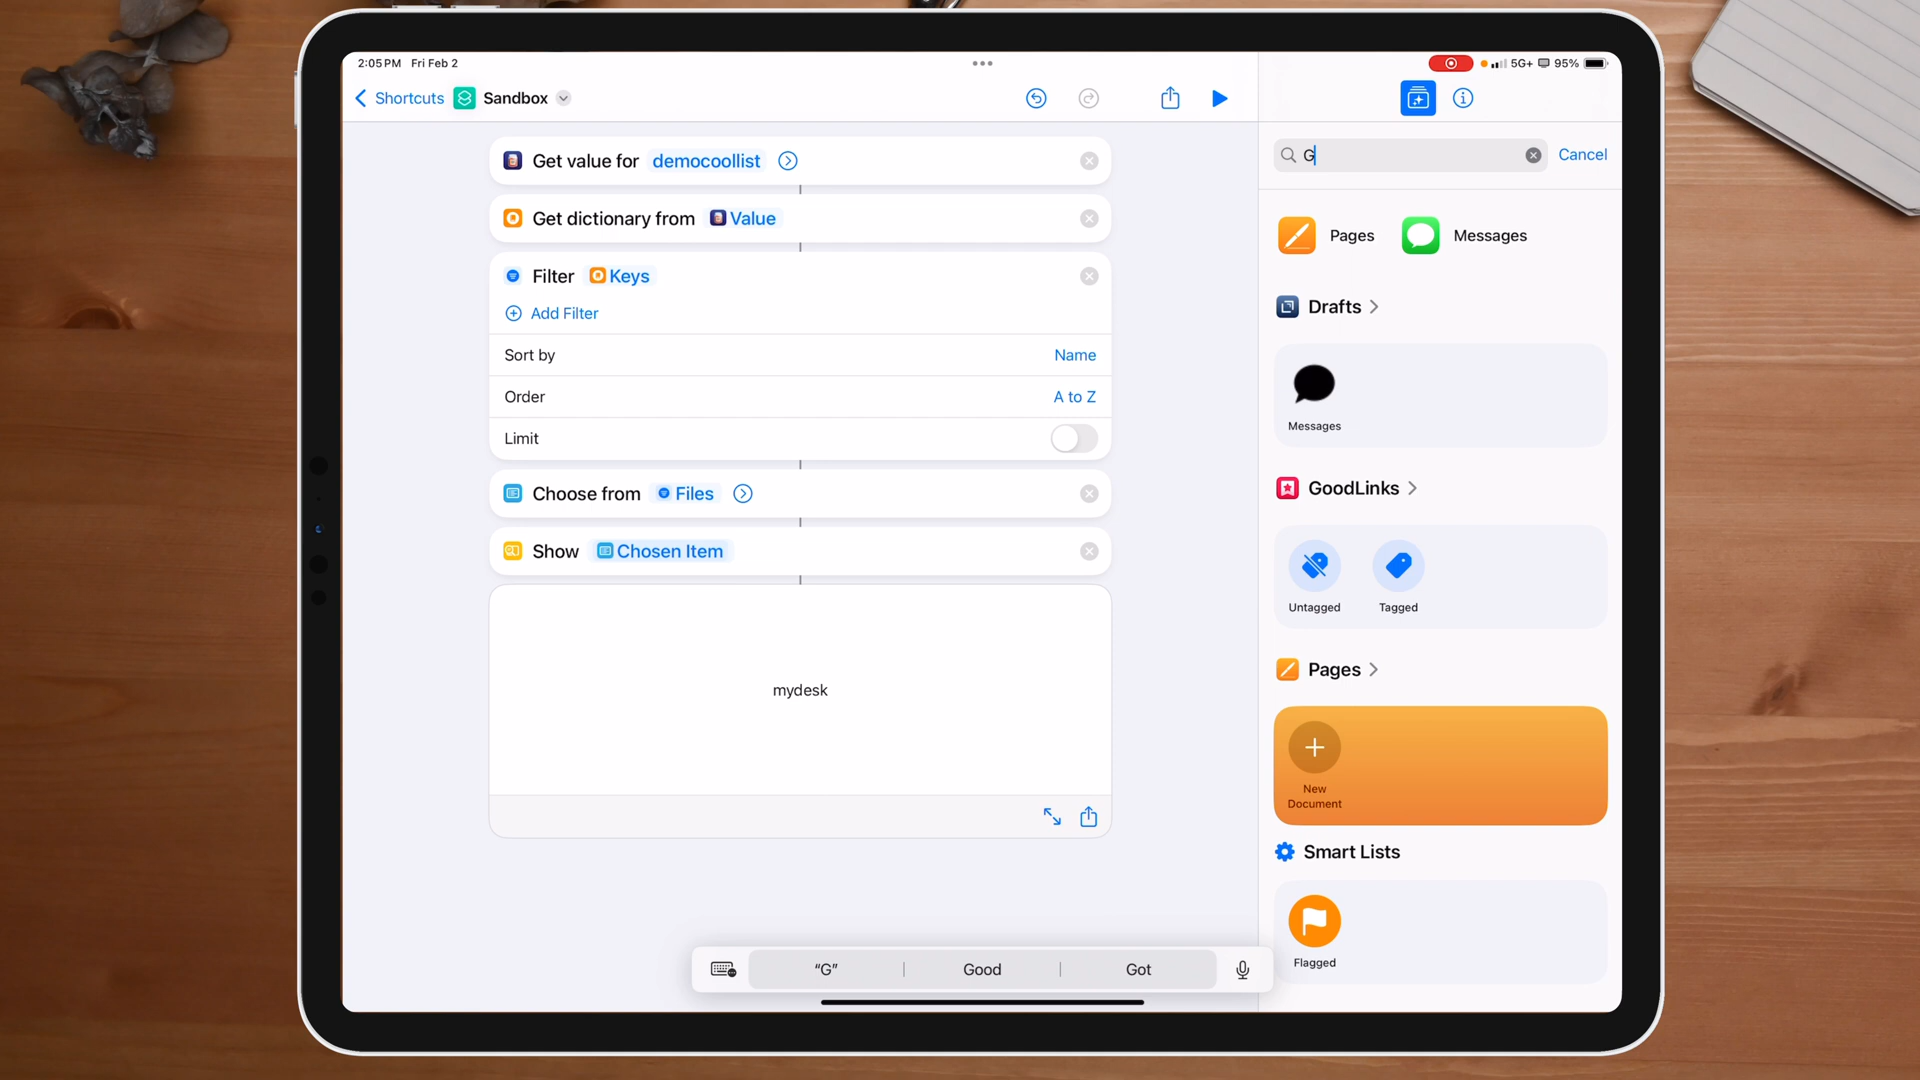 2:05 PM Fri Feb 2
5G+ 95%
Shortcuts Sandbox
Get value for democoollist
Get dictionary from Value
Filter Keys
Add Filter
Sort by Name
Order A to Z
Limit
Choose from Files
Show Chosen Item
mydesk
G Cancel
Pages Messages
Drafts
Messages
GoodLinks
Untagged Tagged
Pages
New
Document
Smart Lists
Flagged
“G” Good Got